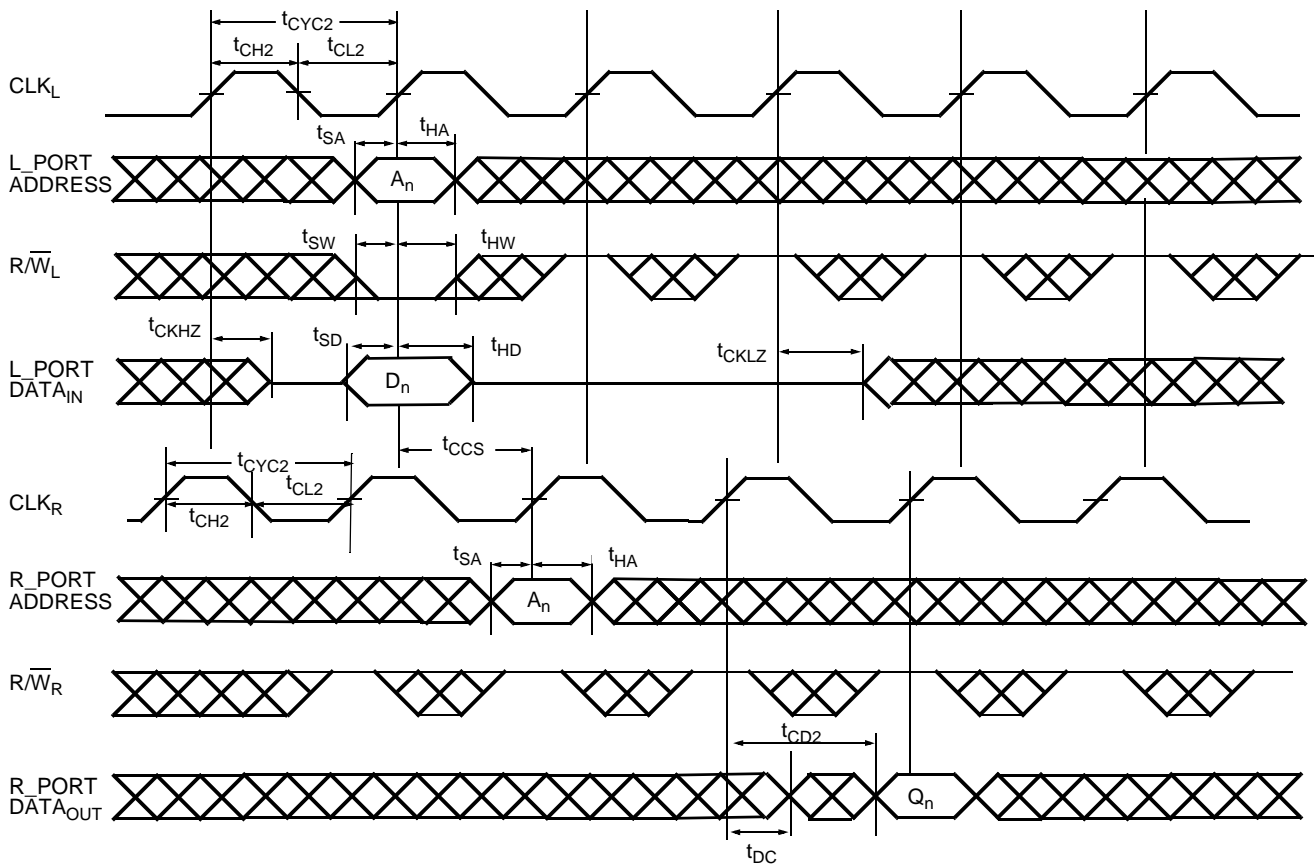 tCYC2
tCH2
tCL2
CLKL
tSA
tHA
L_PORT
ADDRESS
An
tSW
tHW
R/W̅L
tCKHZ
tSD
tHD
tCKLZ
L_PORT
DATAIN
Dn
tCCS
tCYC2
tCL2
CLKR
tCH2
tSA
tHA
R_PORT
ADDRESS
An
R/W̅R
tCD2
R_PORT
DATAOUT
Qn
tDC